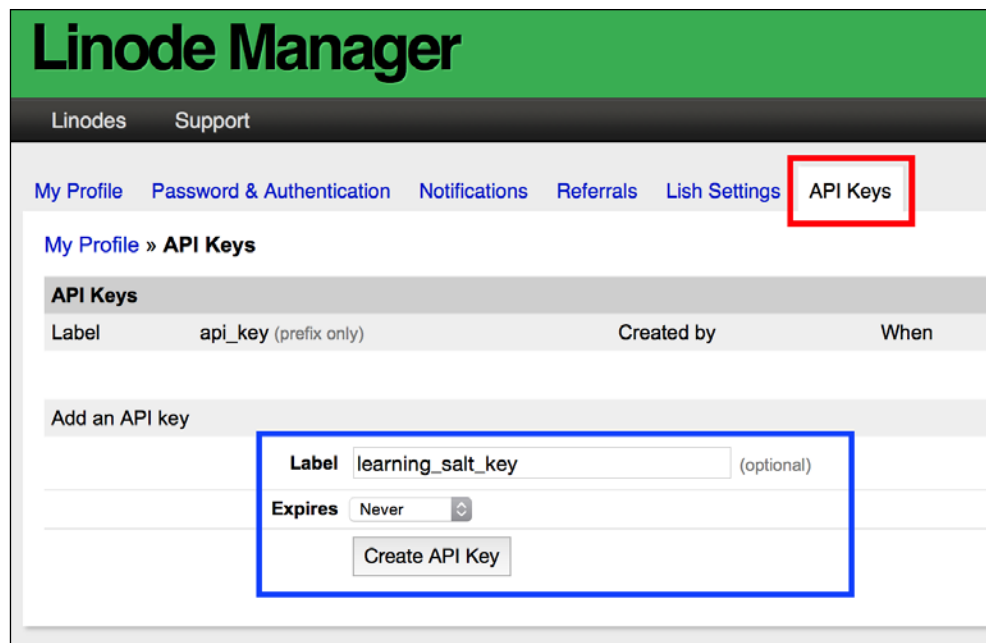 Linode Manager
Linodes Support
My Profile Password & Authentication Notifications Referrals Lish Settings API Keys
My Profile » API Keys
API Keys
Label api_key (prefix only) Created by When
Add an API key
Label learning_salt_key (optional)
Expires Never
Create API Key